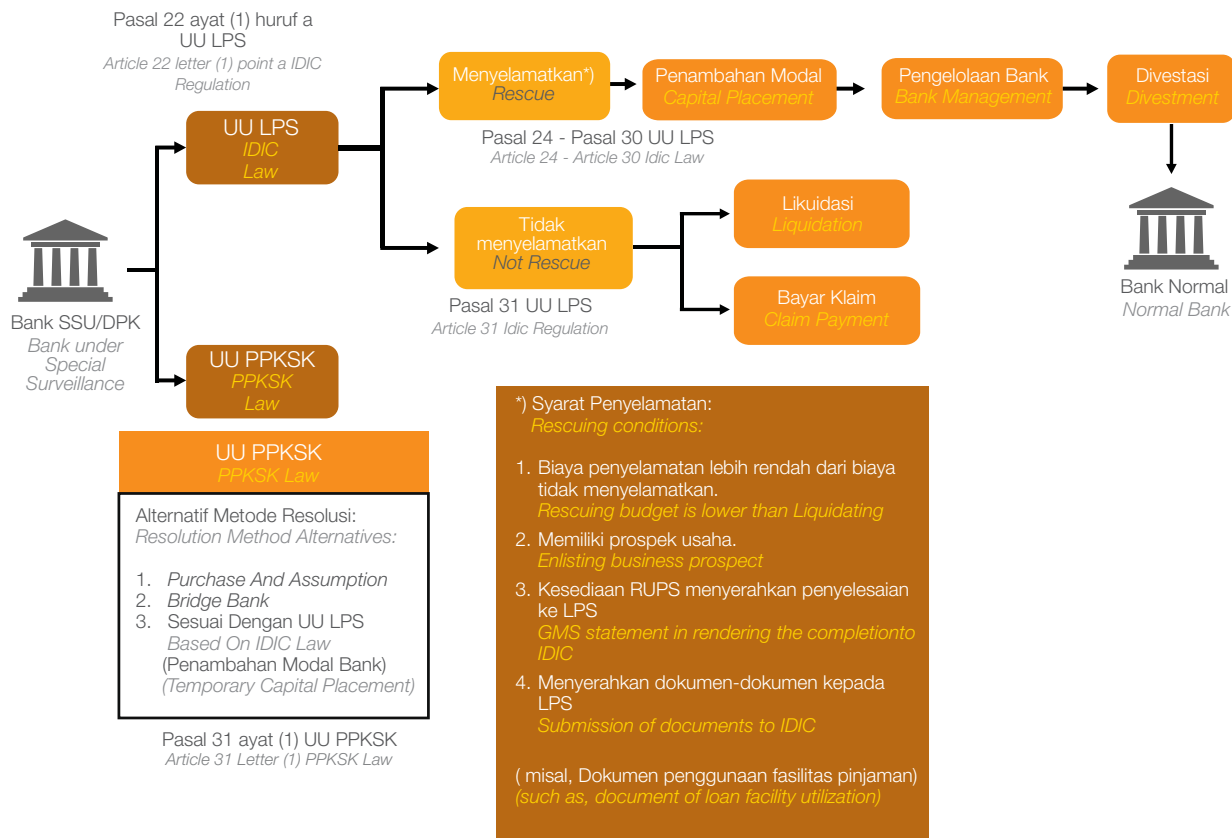 Pasal 22 ayat (1) huruf a
UU LPS
Article 22 letter (1) point a IDIC
Regulation
UU LPS
IDIC
Law
Menyelamatkan*)
Rescue
Penambahan Modal
Capital Placement
Pengelolaan Bank
Bank Management
Divestasi
Divestment
Pasal 24 - Pasal 30 UU LPS
Article 24 - Article 30 Idic Law
Tidak
menyelamatkan
Not Rescue
Likuidasi
Liquidation
Bayar Klaim
Claim Payment
Pasal 31 UU LPS
Article 31 Idic Regulation
Bank Normal
Normal Bank
Bank SSU/DPK
Bank under
Special
Surveillance
UU PPKSK
PPKSK
Law
UU PPKSK
PPKSK Law
Alternatif Metode Resolusi:
Resolution Method Alternatives:
1. Purchase And Assumption
2. Bridge Bank
3. Sesuai Dengan UU LPS
Based On IDIC Law
(Penambahan Modal Bank)
(Temporary Capital Placement)
Pasal 31 ayat (1) UU PPKSK
Article 31 Letter (1) PPKSK Law
*) Syarat Penyelamatan:
Rescuing conditions:
1. Biaya penyelamatan lebih rendah dari biaya
tidak menyelamatkan.
Rescuing budget is lower than Liquidating
2. Memiliki prospek usaha.
Enlisting business prospect
3. Kesediaan RUPS menyerahkan penyelesaian
ke LPS
GMS statement in rendering the completionto
IDIC
4. Menyerahkan dokumen-dokumen kepada
LPS
Submission of documents to IDIC
( misal, Dokumen penggunaan fasilitas pinjaman)
(such as, document of loan facility utilization)